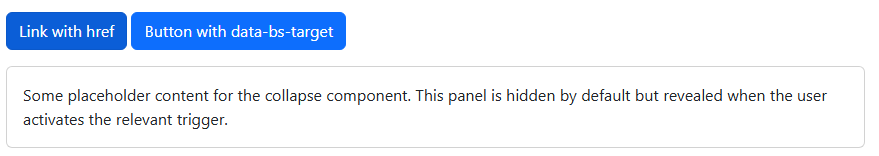 Link with href Button with data-bs-target
Some placeholder content for the collapse component. This panel is hidden by default but revealed when the user
activates the relevant trigger.